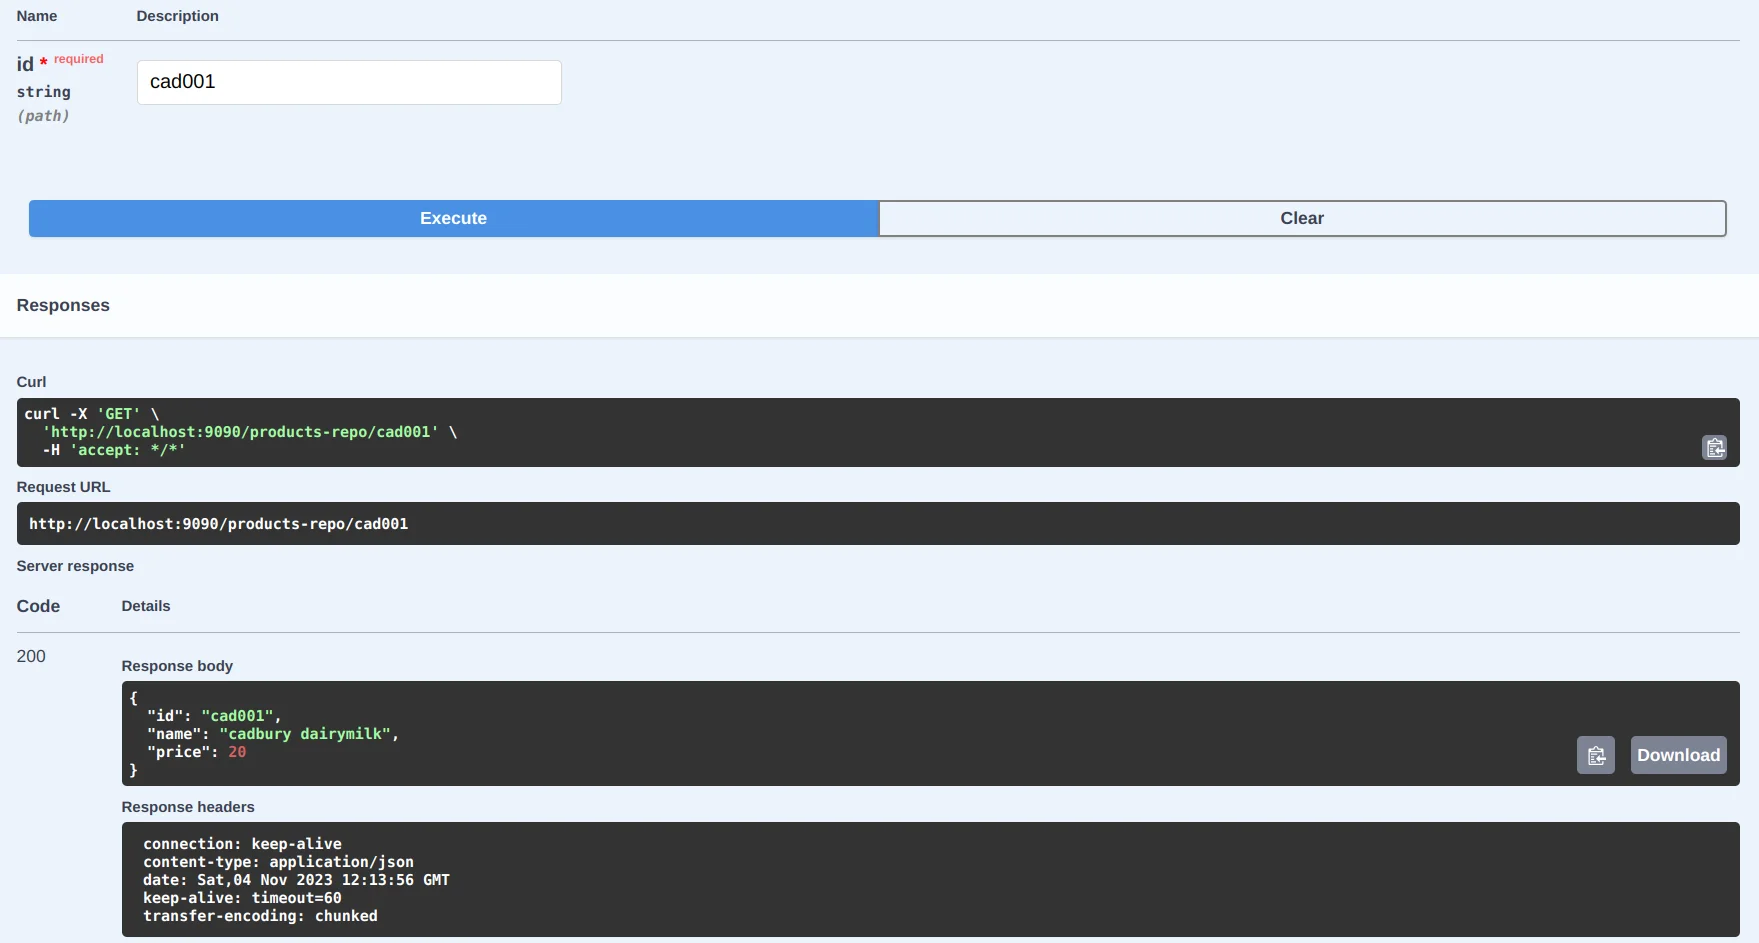 Name Description
id * required
cad001
string
(path)
Execute Clear
Responses
Curl
curl -X 'GET' \
'http://localhost:9090/products-repo/cad001' \
-H 'accept: */*'
Request URL
http://localhost:9090/products-repo/cad001
Server response
Code Details
200
Response body
{
"id": "cad001",
"name": "cadbury dairymilk",
"price": 20
}
Download
Response headers
connection: keep-alive
content-type: application/json
date: Sat,04 Nov 2023 12:13:56 GMT
keep-alive: timeout=60
transfer-encoding: chunked